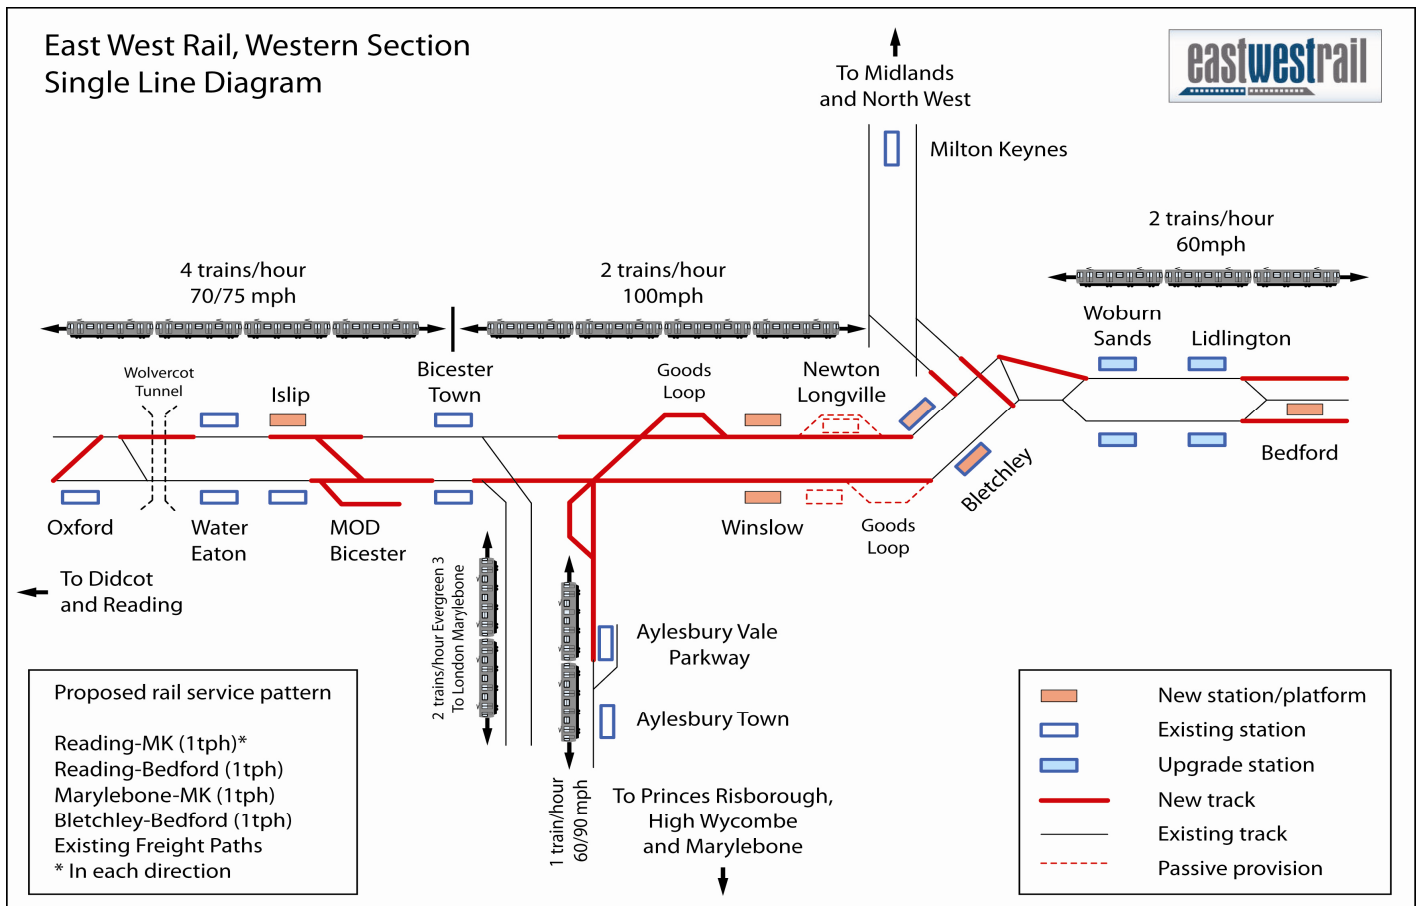 East West Rail, Western Section
Single Line Diagram
eastwestrail
To Midlands
and North West
Milton Keynes
2 trains/hour
60mph
4 trains/hour
70/75 mph
2 trains/hour
100mph
Woburn
Sands
Lidlington
Wolvercot
Tunnel
Islip
Bicester
Town
Goods
Loop
Newton
Longville
Bedford
Bletchley
Oxford
Water
Eaton
MOD
Bicester
Winslow
Goods
Loop
To Didcot
and Reading
2 trains/hour Evergreen 3
To London Marylebone
Aylesbury Vale
Parkway
Aylesbury Town
1 train/hour
60/90 mph
To Princes Risborough,
High Wycombe
and Marylebone
Proposed rail service pattern
Reading-MK (1tph)*
Reading-Bedford (1tph)
Marylebone-MK (1tph)
Bletchley-Bedford (1tph)
Existing Freight Paths
* In each direction
New station/platform
Existing station
Upgrade station
New track
Existing track
Passive provision